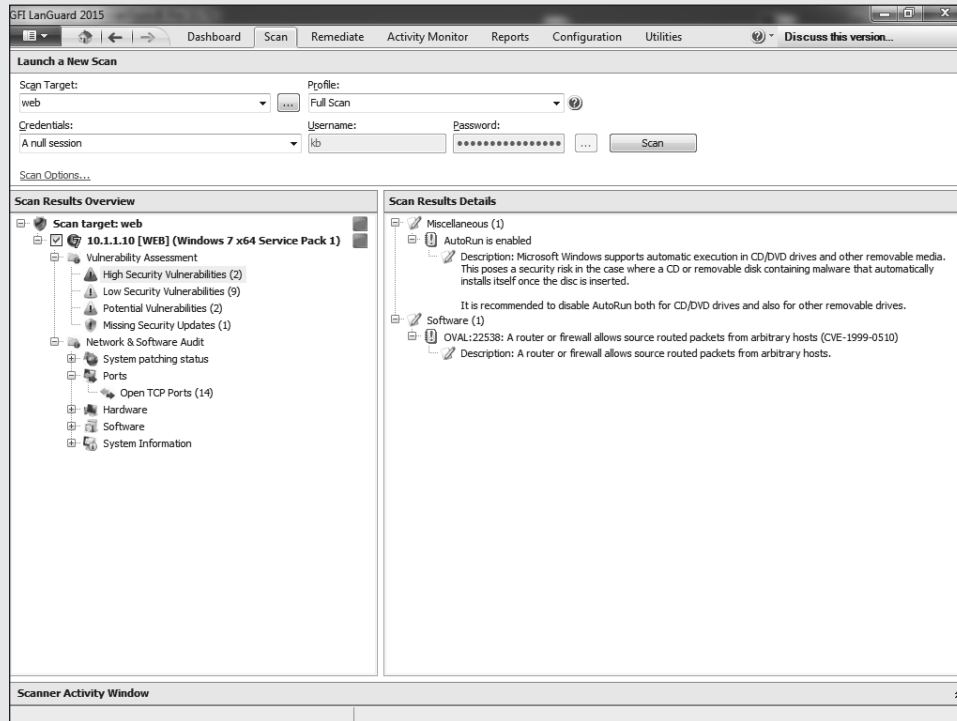 GFI LanGuard 2015
Dashboard Scan Remediate Activity Monitor Reports Configuration Utilities Discuss this version...
Launch a New Scan
Scan Target: Profile:
web ... Full Scan
Credentials: Username: Password:
A null session kb •••••••••••••••• ... Scan
Scan Options...
Scan Results Overview
Scan target: web
10.1.1.10 [WEB] (Windows 7 x64 Service Pack 1)
Vulnerability Assessment
High Security Vulnerabilities (2)
Low Security Vulnerabilities (9)
Potential Vulnerabilities (2)
Missing Security Updates (1)
Network & Software Audit
System patching status
Ports
Open TCP Ports (14)
Hardware
Software
System Information
Scan Results Details
Miscellaneous (1)
AutoRun is enabled
Description: Microsoft Windows supports automatic execution in CD/DVD drives and other removable media.
This poses a security risk in the case where a CD or removable disk containing malware that automatically
installs itself once the disc is inserted.
It is recommended to disable AutoRun both for CD/DVD drives and also for other removable drives.
Software (1)
OVAL:22538: A router or firewall allows source routed packets from arbitrary hosts (CVE-1999-0510)
Description: A router or firewall allows source routed packets from arbitrary hosts.
Scanner Activity Window